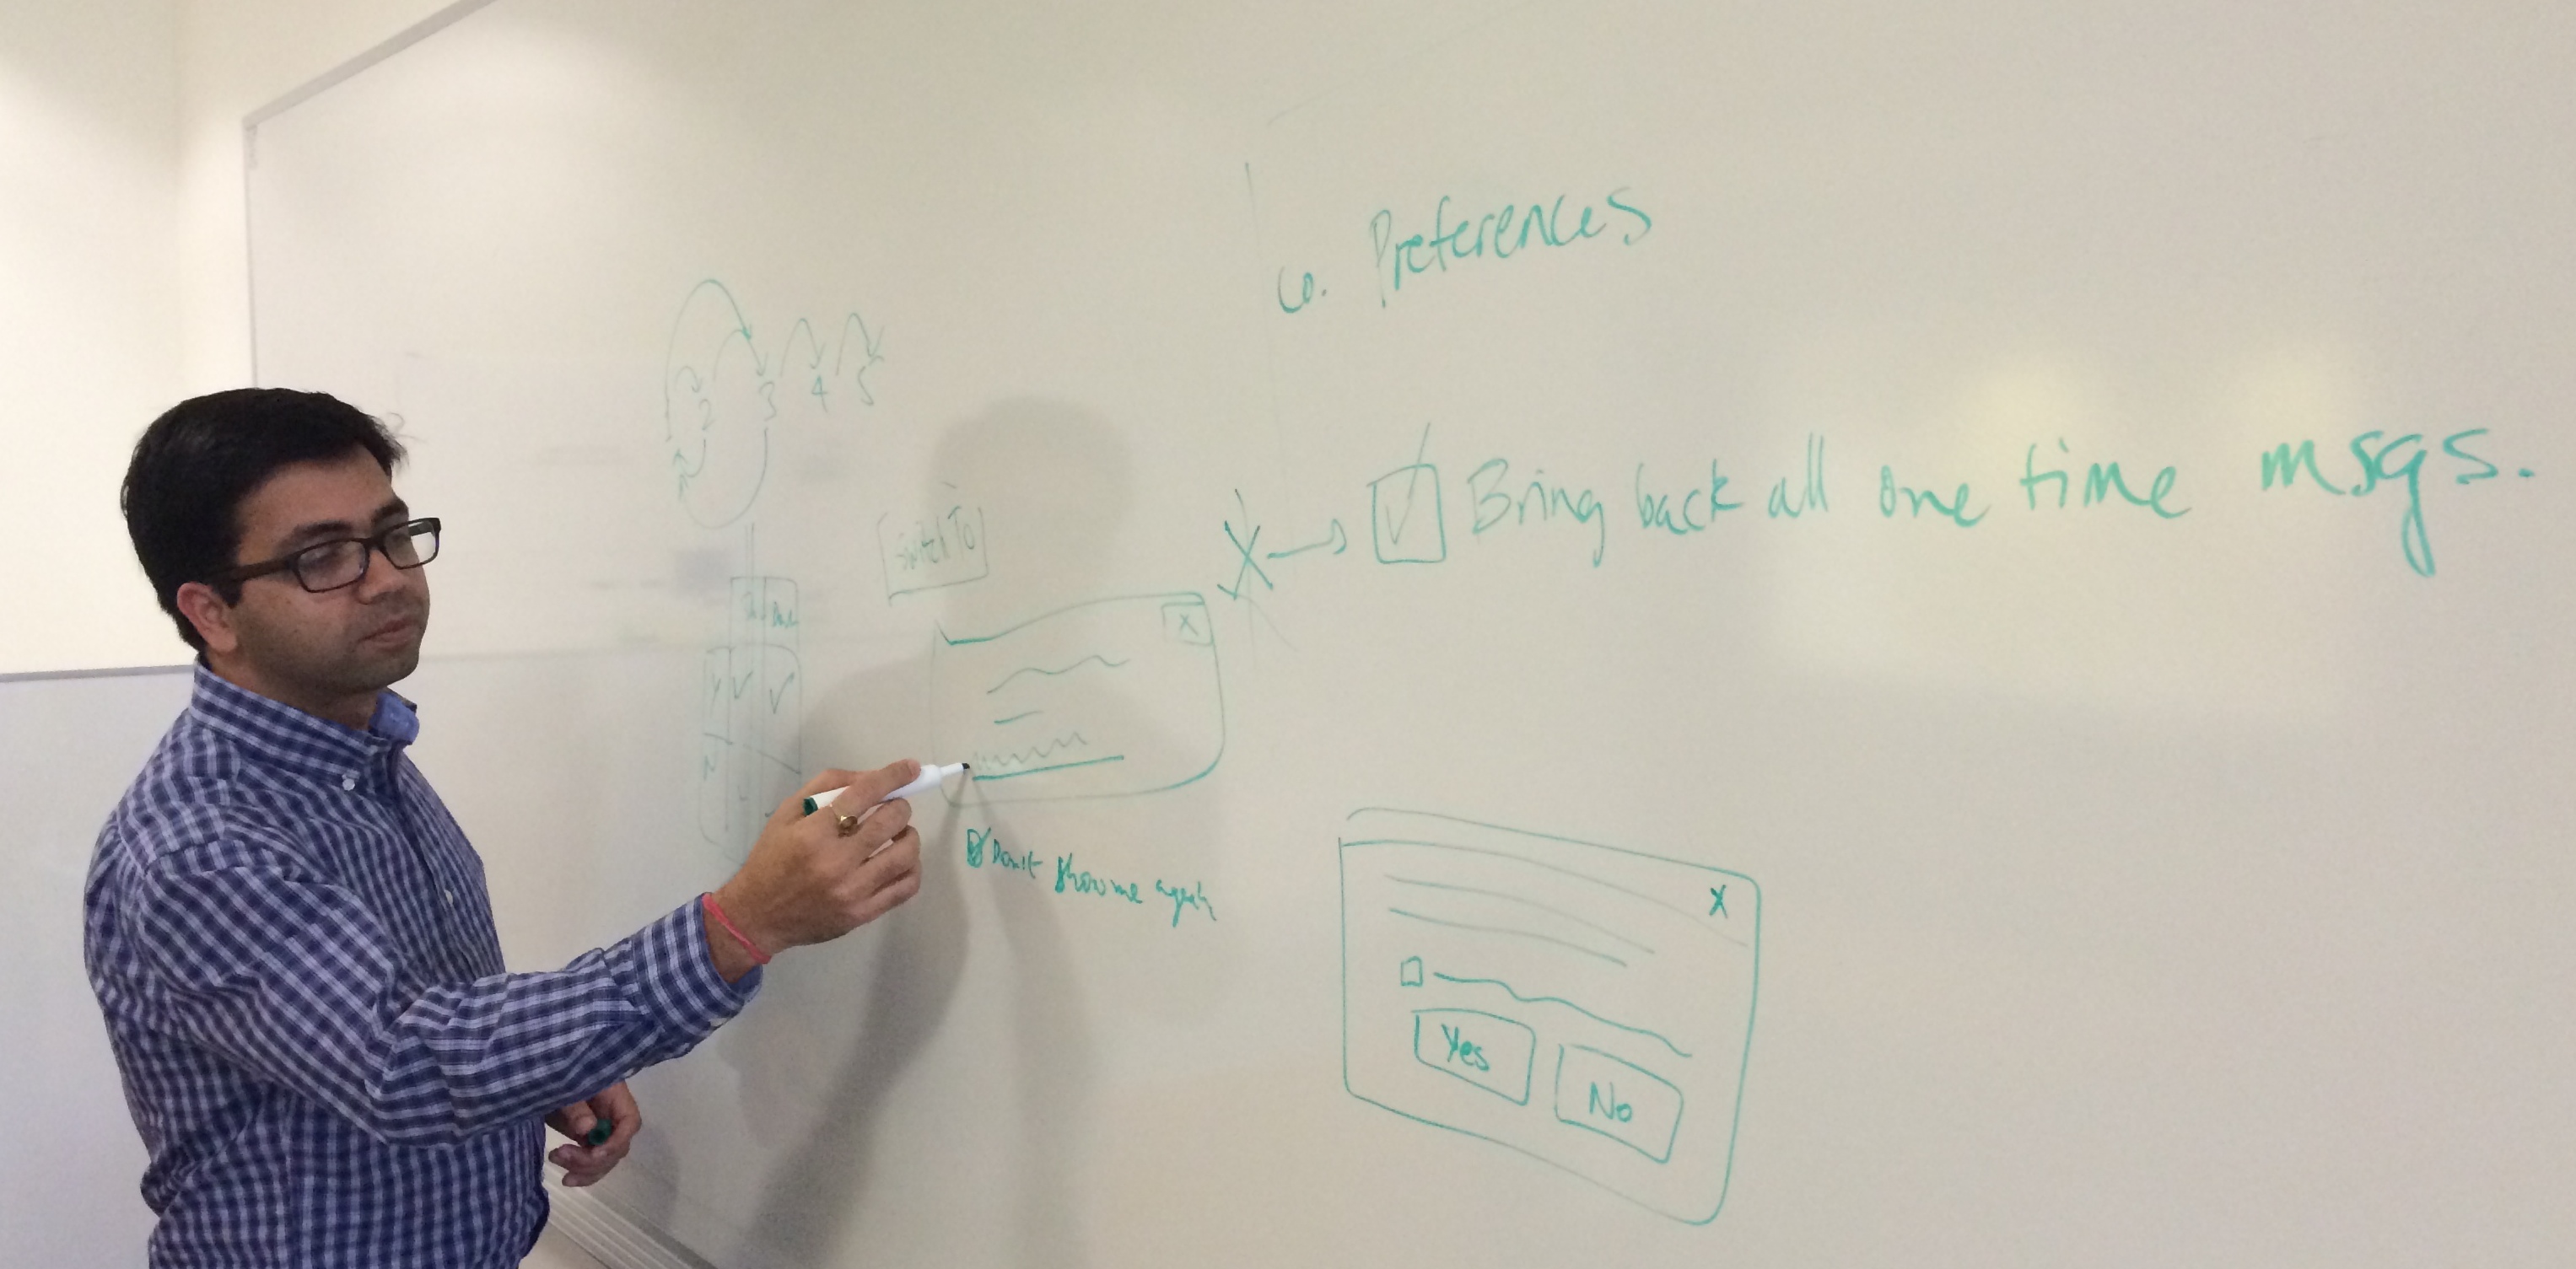 Co. Preferences
2 3 4 5
Switch To
X → ☑ Bring back all one time msgs.
X
Y ✓ ✓
N
☑ Don't show me again
X
Yes No